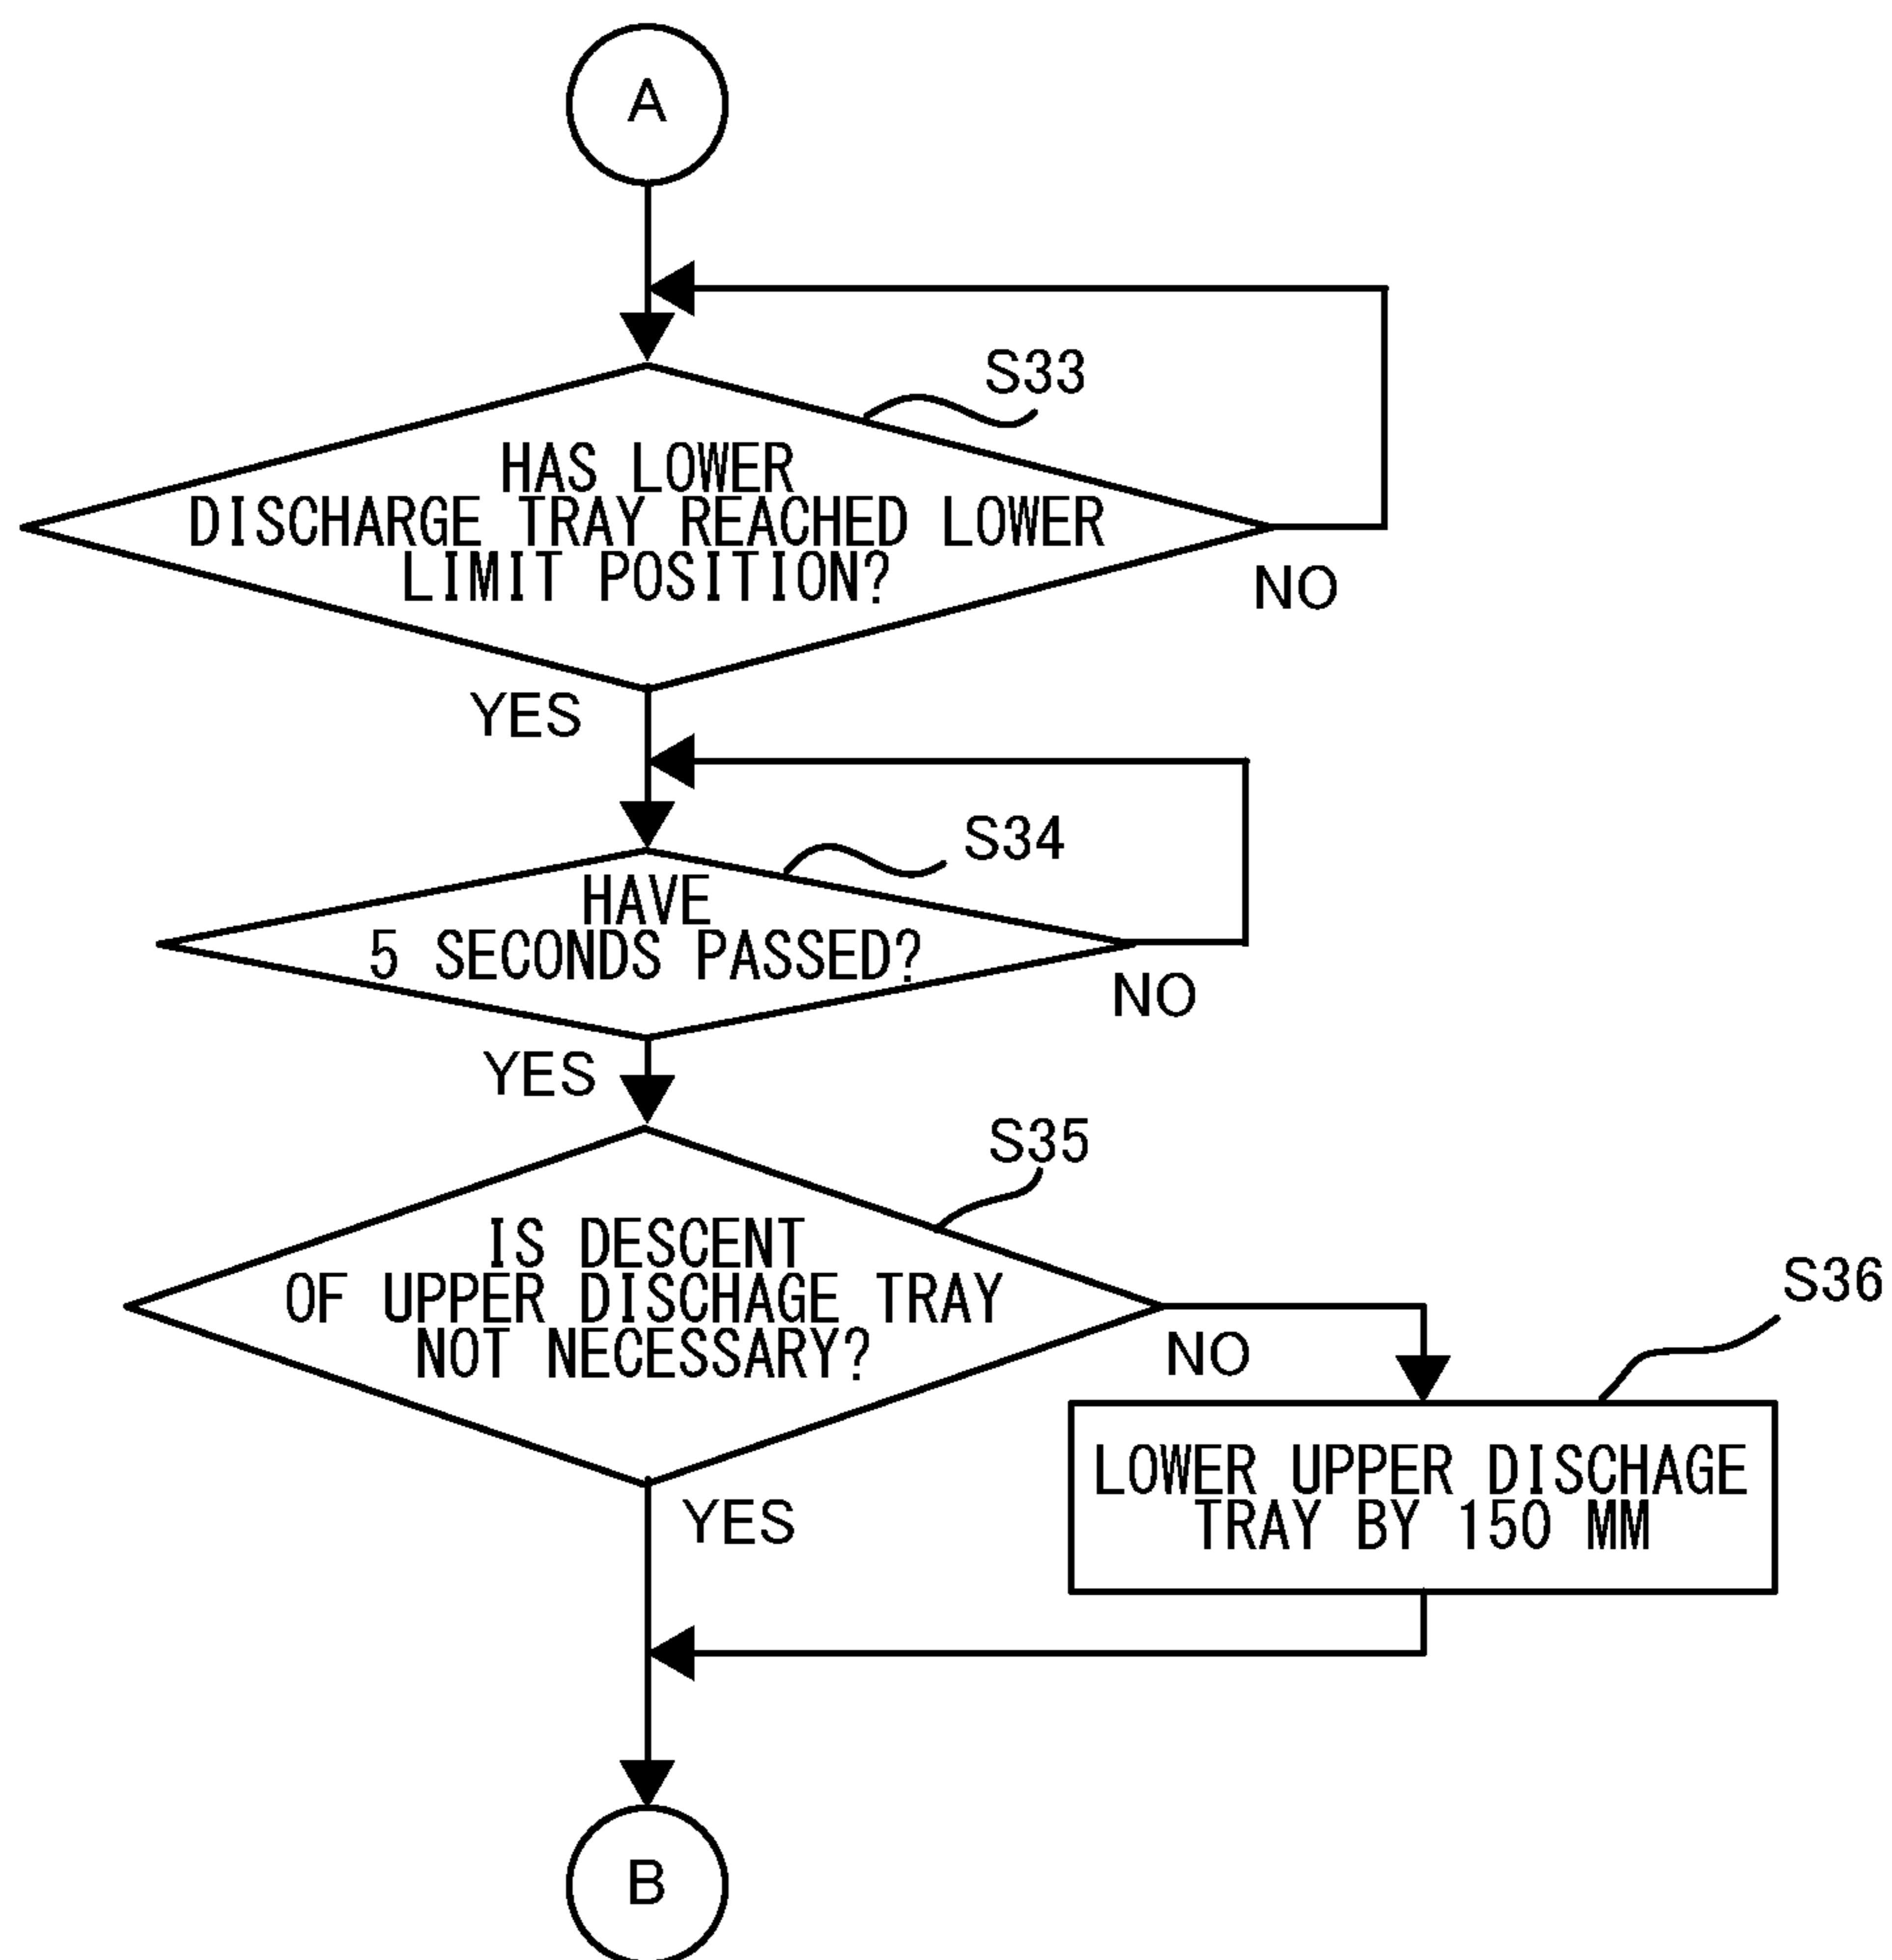 A
S33
HAS LOWER
DISCHARGE TRAY REACHED LOWER
LIMIT POSITION?
NO
YES
S34
HAVE
5 SECONDS PASSED?
NO
YES
S35
IS DESCENT
OF UPPER DISCHAGE TRAY
NOT NECESSARY?
S36
NO
LOWER UPPER DISCHAGE
TRAY BY 150 MM
YES
B